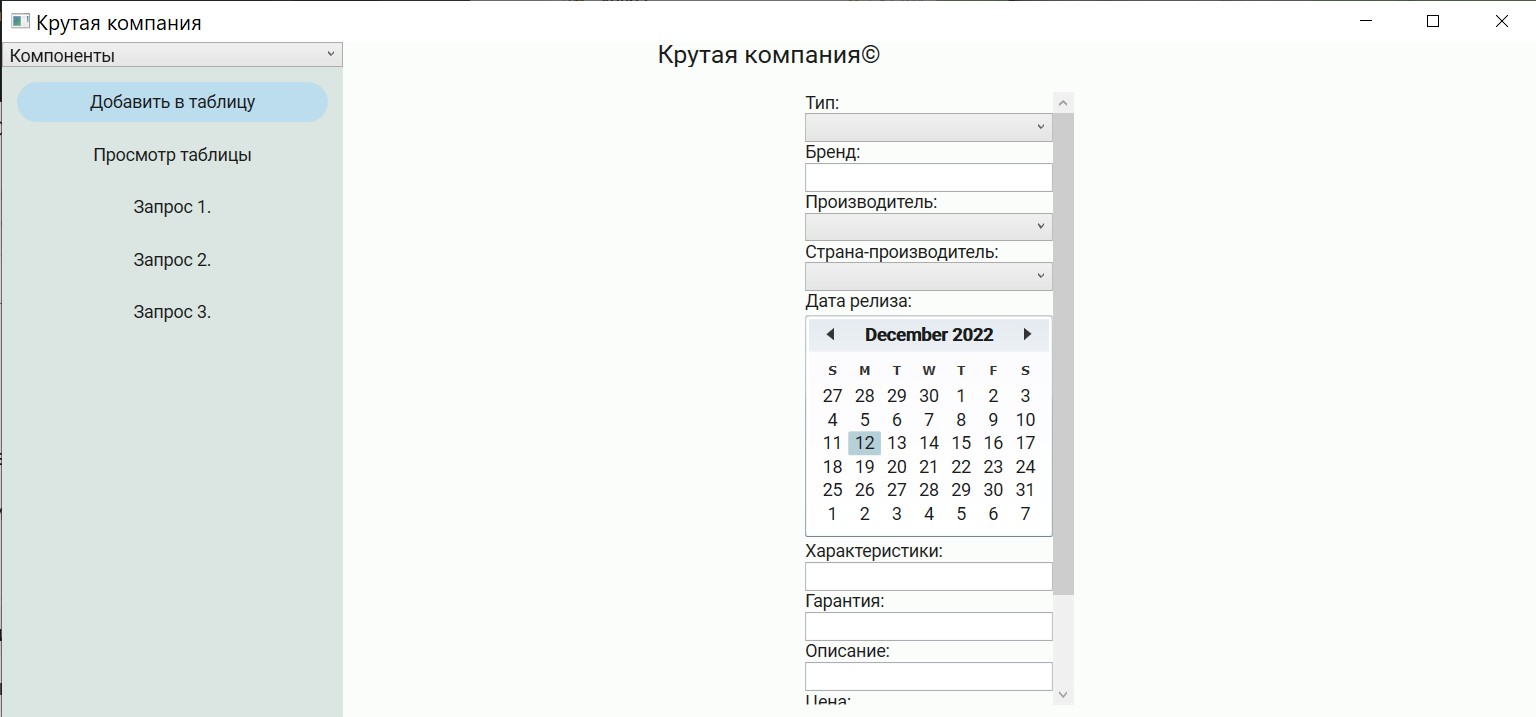 Крутая компания
Компоненты
Добавить в таблицу
Просмотр таблицы
Запрос 1.
Запрос 2.
Запрос 3.
Крутая компания©
Тип:
Бренд:
Производитель:
Страна-производитель:
Дата релиза:
December 2022
S M T W T F S
27 28 29 30 1 2 3
4 5 6 7 8 9 10
11 12 13 14 15 16 17
18 19 20 21 22 23 24
25 26 27 28 29 30 31
1 2 3 4 5 6 7
Характеристики:
Гарантия:
Описание:
Цена: